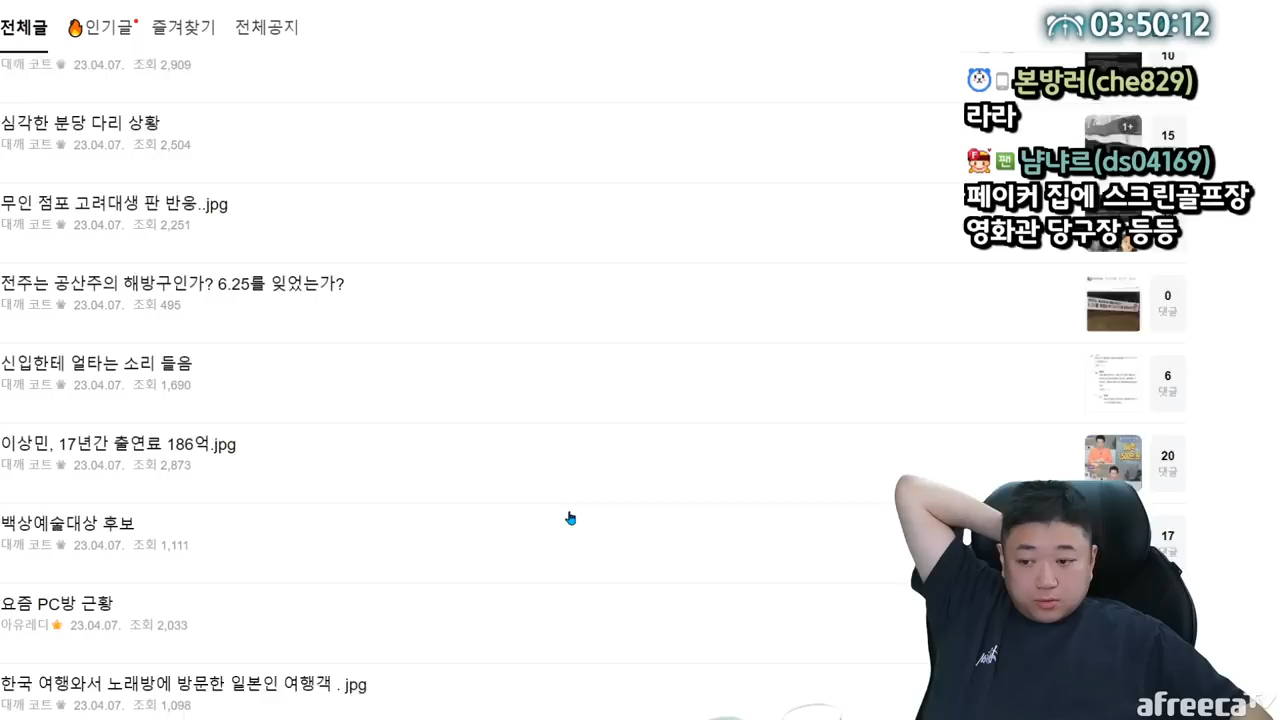 전체글 🔥인기글 즐겨찾기 전체공지
03:50:12
대깨 코트 23.04.07. 조회 2,909
10
본방러(che829)
라라
심각한 분당 다리 상황
대깨 코트 23.04.07. 조회 2,504
1+
15
짼 냠냐르(ds04169)
페이커 집에 스크린골프장
영화관 당구장 등등
무인 점포 고려대생 판 반응..jpg
대깨 코트 23.04.07. 조회 2,251
전주는 공산주의 해방구인가? 6.25를 잊었는가?
대깨 코트 23.04.07. 조회 495
0
댓글
신입한테 얼타는 소리 들음
대깨 코트 23.04.07. 조회 1,690
6
댓글
이상민, 17년간 출연료 186억.jpg
대깨 코트 23.04.07. 조회 2,873
20
댓글
백상예술대상 후보
대깨 코트 23.04.07. 조회 1,111
17
댓글
요즘 PC방 근황
아유레디 23.04.07. 조회 2,033
한국 여행와서 노래방에 방문한 일본인 여행객 . jpg
대깨 코트 23.04.07. 조회 1,098
afreecaTV